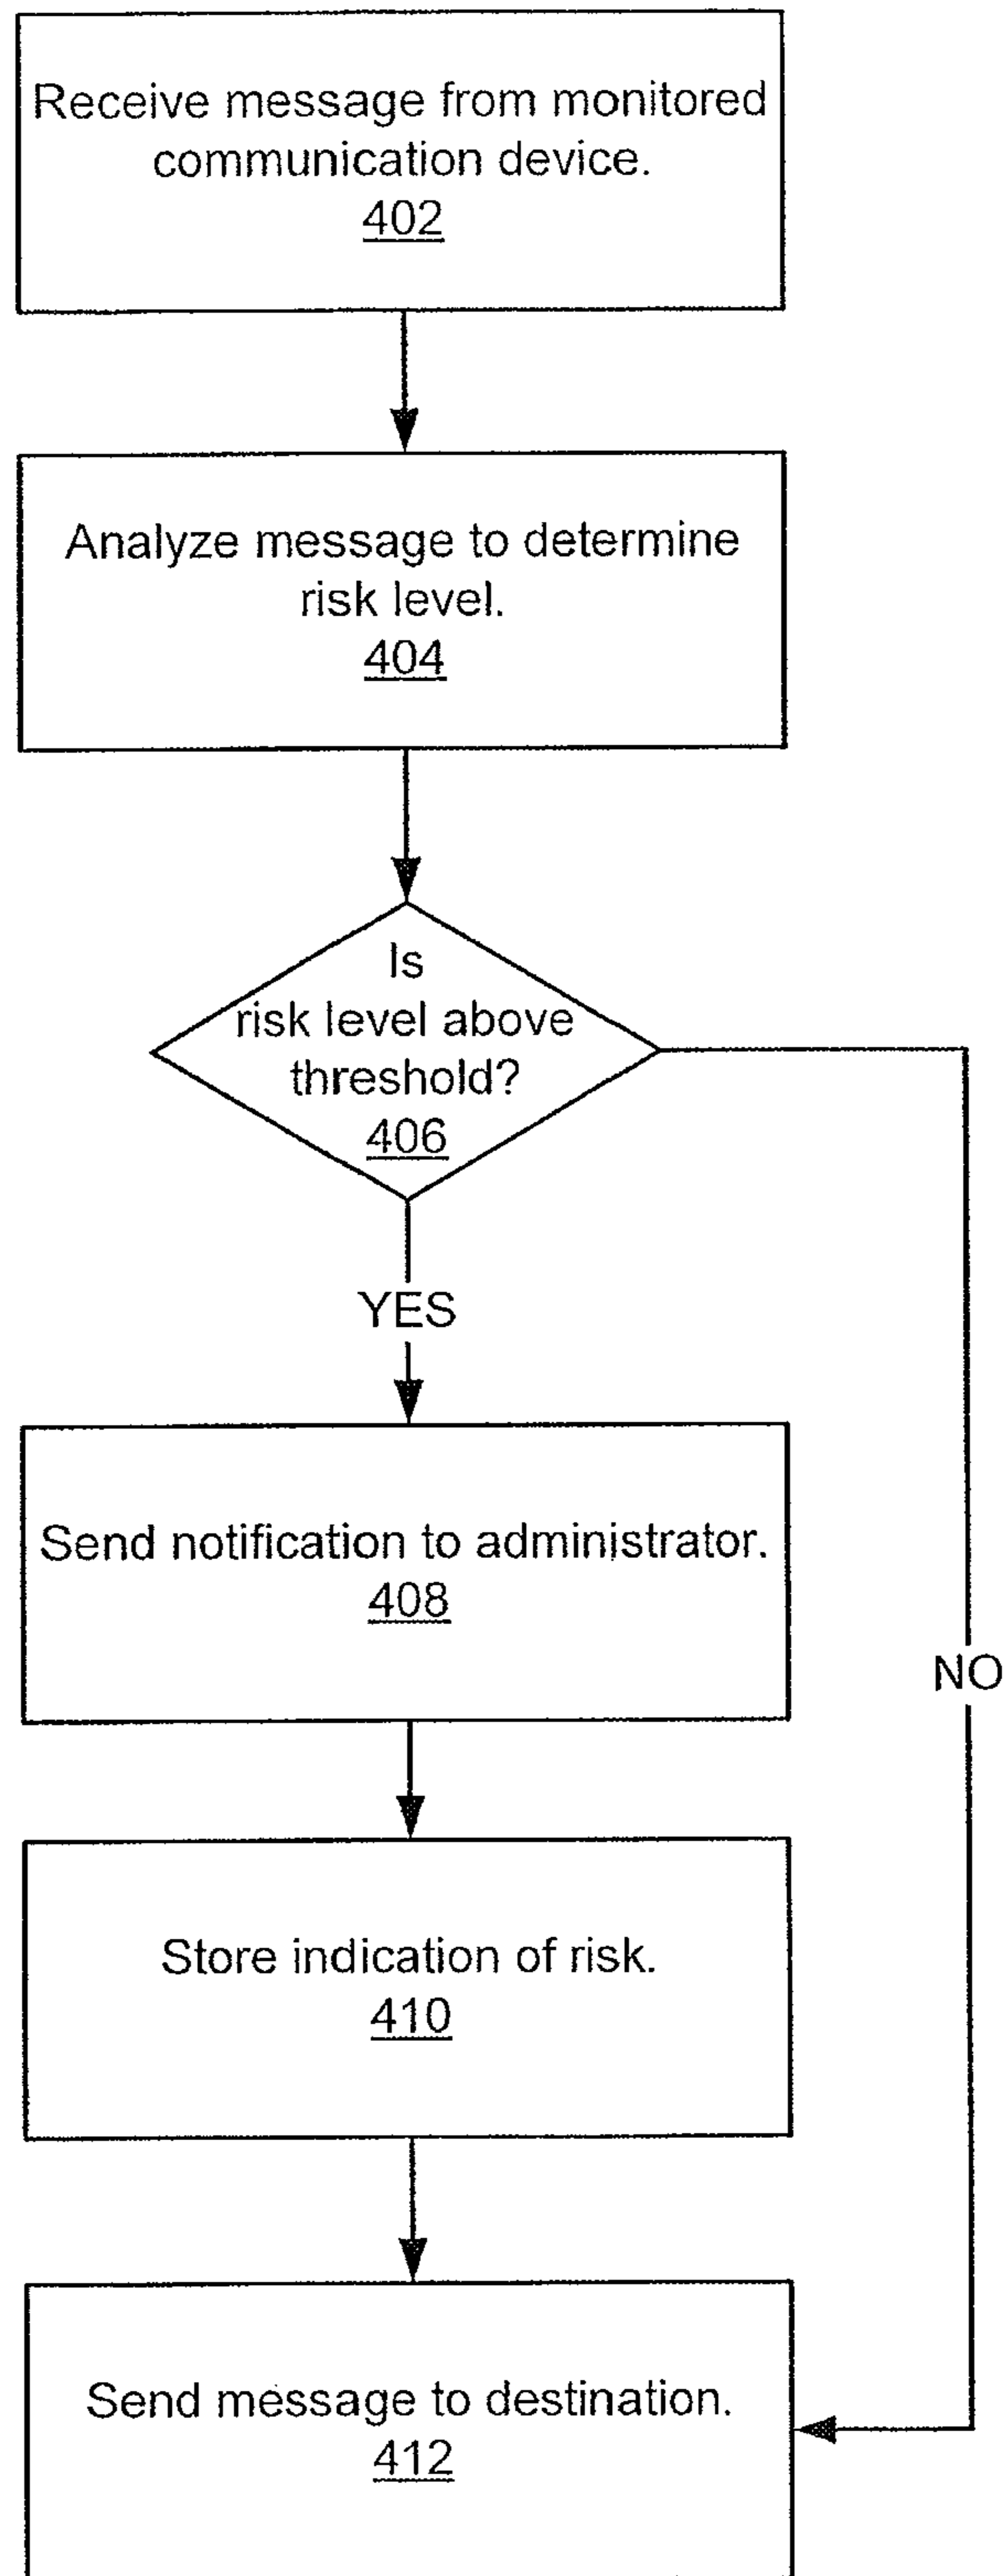 Receive message from monitored
communication device.
402
Analyze message to determine
risk level.
404
Is
risk level above
threshold?
406
YES
Send notification to administrator.
408
NO
Store indication of risk.
410
Send message to destination.
412